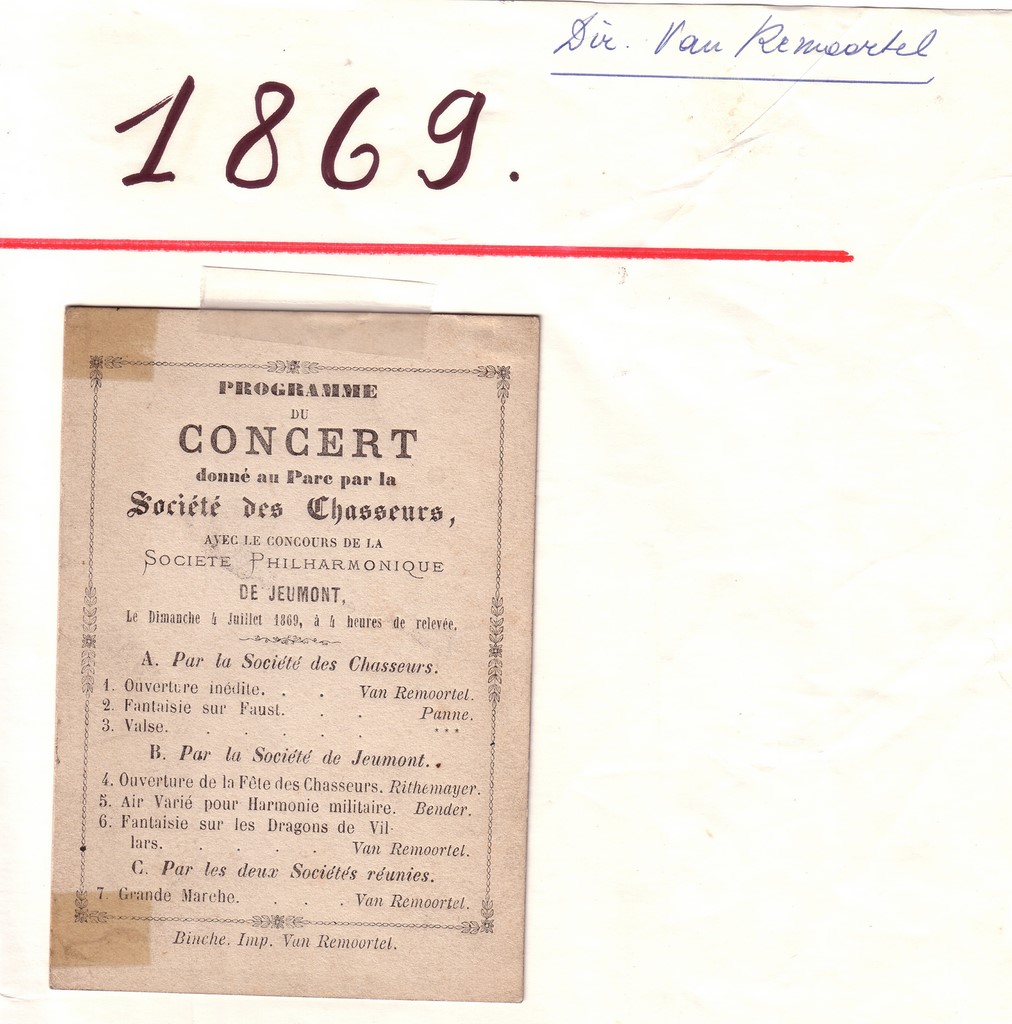 Dir. Van Remoortel
1869.
PROGRAMME
DU
CONCERT
donné au Parc par la
Société des Chasseurs,
AVEC LE CONCOURS DE LA
SOCIETE PHILHARMONIQUE
DE JEUMONT,
Le Dimanche 4 Juillet 1869, à 4 heures de relevée.
A. Par la Société des Chasseurs.
1. Ouverture inédite. . . Van Remoortel.
2. Fantaisie sur Faust. . . Panne.
3. Valse. . . . . . ***
B. Par la Société de Jeumont..
4. Ouverture de la Fête des Chasseurs. Rithemayer.
5. Air Varié pour Harmonie militaire. Bender.
6. Fantaisie sur les Dragons de Vil-
lars. . . . . . Van Remoortel.
C. Par les deux Sociétés réunies.
7. Grande Marche. . . . Van Remoortel.
Binche. Imp. Van Remoortel.